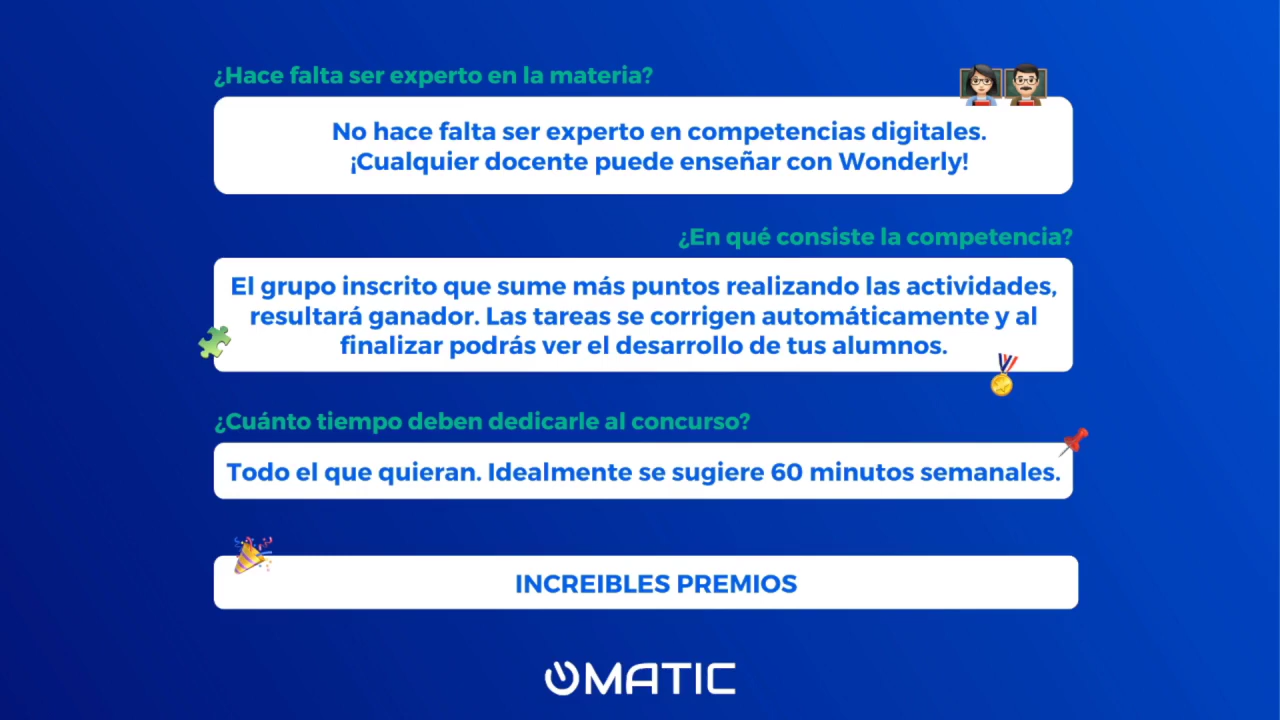 ¿Hace falta ser experto en la materia?
No hace falta ser experto en competencias digitales.
¡Cualquier docente puede enseñar con Wonderly!
¿En qué consiste la competencia?
El grupo inscrito que sume más puntos realizando las actividades,
resultará ganador. Las tareas se corrigen automáticamente y al
finalizar podrás ver el desarrollo de tus alumnos.
¿Cuánto tiempo deben dedicarle al concurso?
Todo el que quieran. Idealmente se sugiere 60 minutos semanales.
INCREIBLES PREMIOS
MATIC